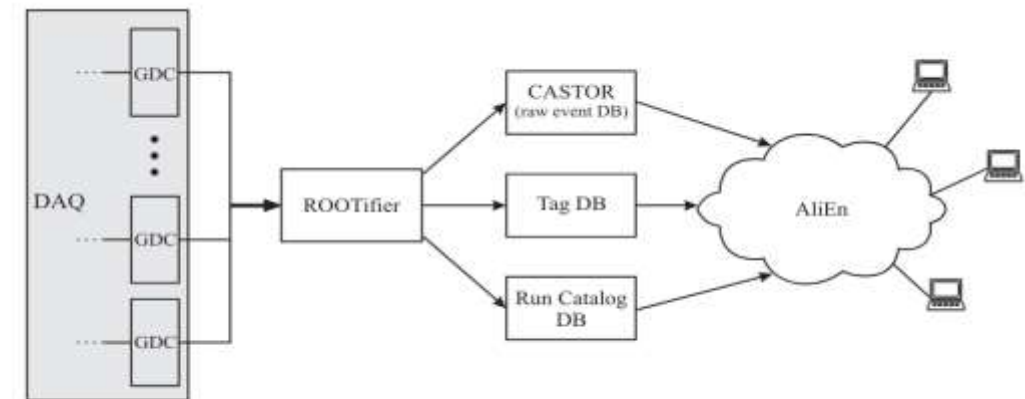 GDC
DAQ
GDC
GDC
ROOTifier
CASTOR
(raw event DB)
Tag DB
Run Catalog
DB
AliEn